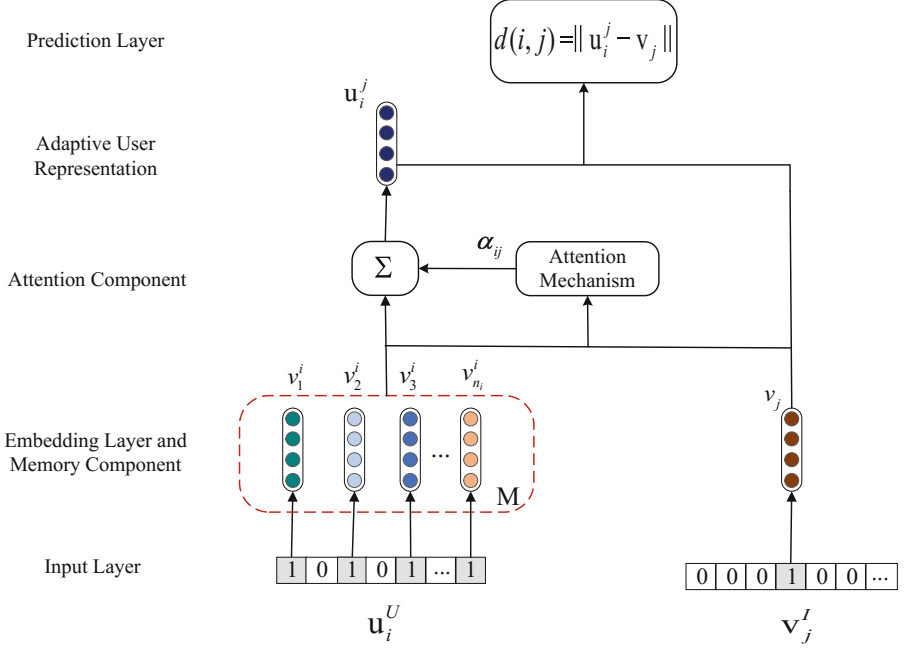 Prediction Layer
d(i, j) = || u_i^j − v_j ||
u_i^j
Adaptive User
Representation
α_ij
Attention Component
Σ
Attention
Mechanism
v_1^i v_2^i v_3^i v_{n_i}^i
v_j
Embedding Layer and
Memory Component
...
M
Input Layer
1 0 1 0 1 ... 1
0 0 0 1 0 0 ...
u_i^U
v_j^I